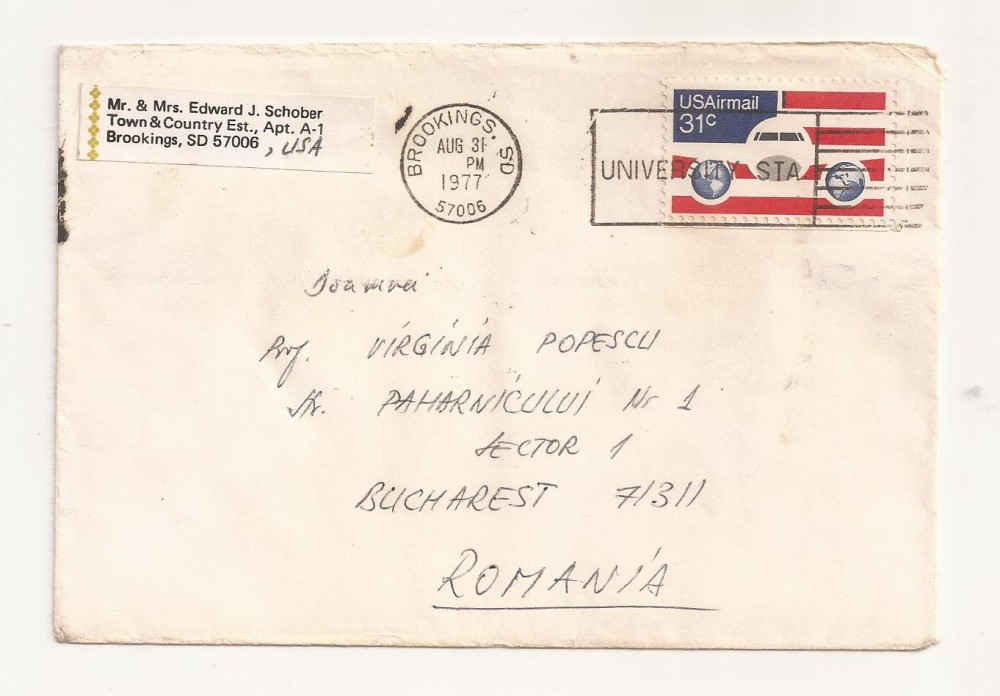 Mr. & Mrs. Edward J. Schober
Town & Country Est., Apt. A-1
Brookings, SD 57006, USA
BROOKINGS, SD
AUG 31
PM
1977
57006
USAirmail
31c
UNIVERSITY STA
Doamnei
Prof. VIRGINIA POPESCU
Str. PAHARNICULUI Nr 1
SECTOR 1
BUCHAREST 71311
ROMANIA